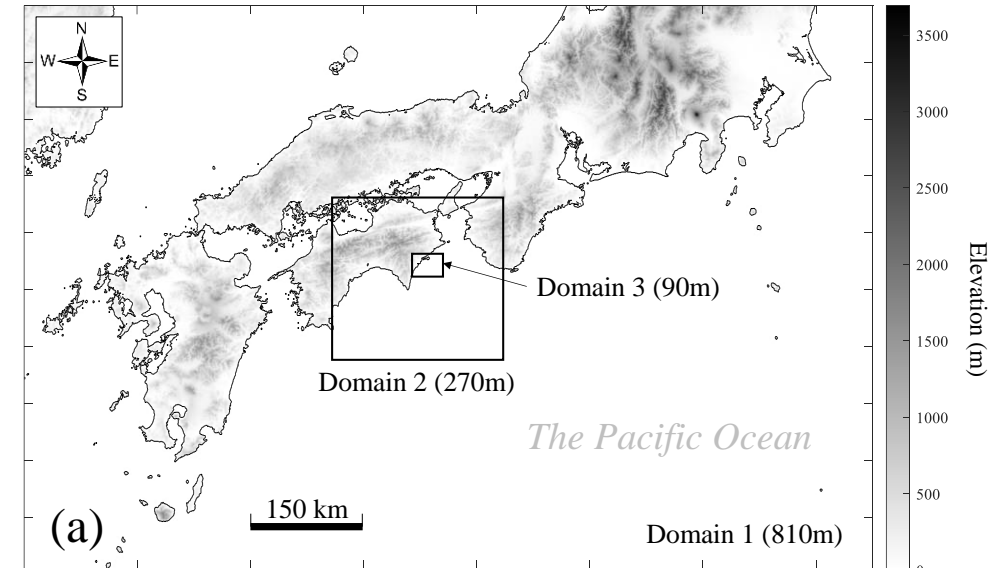 N
W E
S
Domain 3 (90m)
Domain 2 (270m)
The Pacific Ocean
150 km
(a)
Domain 1 (810m)
3500
3000
2500
2000
1500
1000
500
0
Elevation (m)